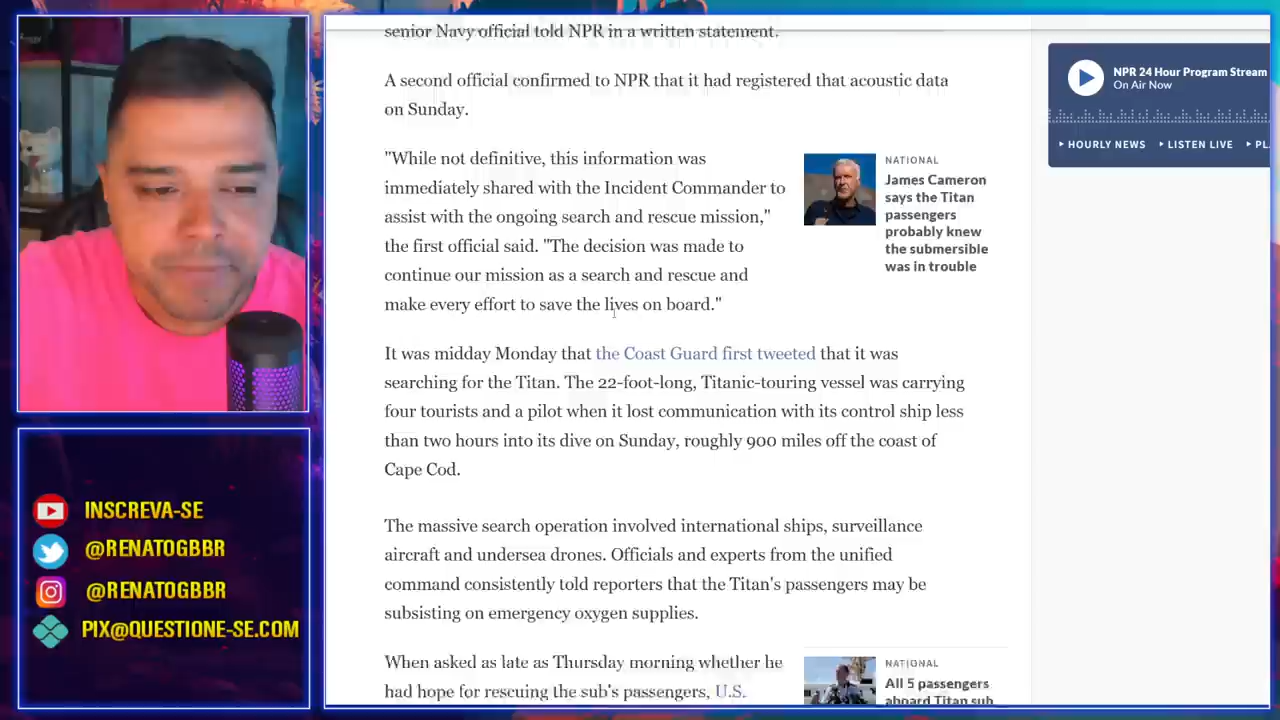 senior Navy official told NPR in a written statement.
A second official confirmed to NPR that it had registered that acoustic data
on Sunday.
"While not definitive, this information was
immediately shared with the Incident Commander to
assist with the ongoing search and rescue mission,"
the first official said. "The decision was made to
continue our mission as a search and rescue and
make every effort to save the lives on board."
NATIONAL
James Cameron
says the Titan
passengers
probably knew
the submersible
was in trouble
It was midday Monday that the Coast Guard first tweeted that it was
searching for the Titan. The 22-foot-long, Titanic-touring vessel was carrying
four tourists and a pilot when it lost communication with its control ship less
than two hours into its dive on Sunday, roughly 900 miles off the coast of
Cape Cod.
The massive search operation involved international ships, surveillance
aircraft and undersea drones. Officials and experts from the unified
command consistently told reporters that the Titan's passengers may be
subsisting on emergency oxygen supplies.
When asked as late as Thursday morning whether he
had hope for rescuing the sub's passengers, U.S.
NATIONAL
All 5 passengers
aboard Titan sub
NPR 24 Hour Program Stream
On Air Now
HOURLY NEWS
LISTEN LIVE
PL
INSCREVA-SE
@RENATOGBBR
@RENATOGBBR
PIX@QUESTIONE-SE.COM